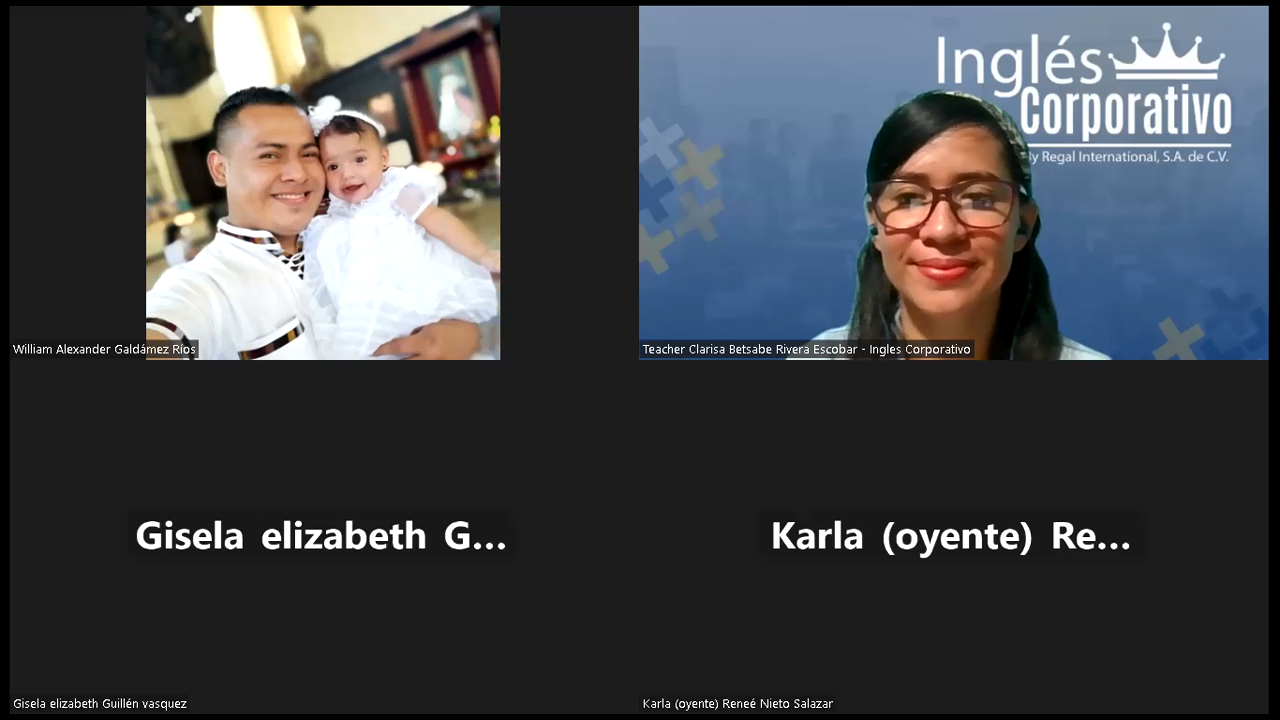 Inglés
Corporativo
ly Regal International, S.A. de C.V.
William Alexander Galdámez Ríos
Teacher Clarisa Betsabe Rivera Escobar - Ingles Corporativo
Gisela elizabeth G...
Karla (oyente) Re...
Gisela elizabeth Guillén vasquez
Karla (oyente) Reneé Nieto Salazar